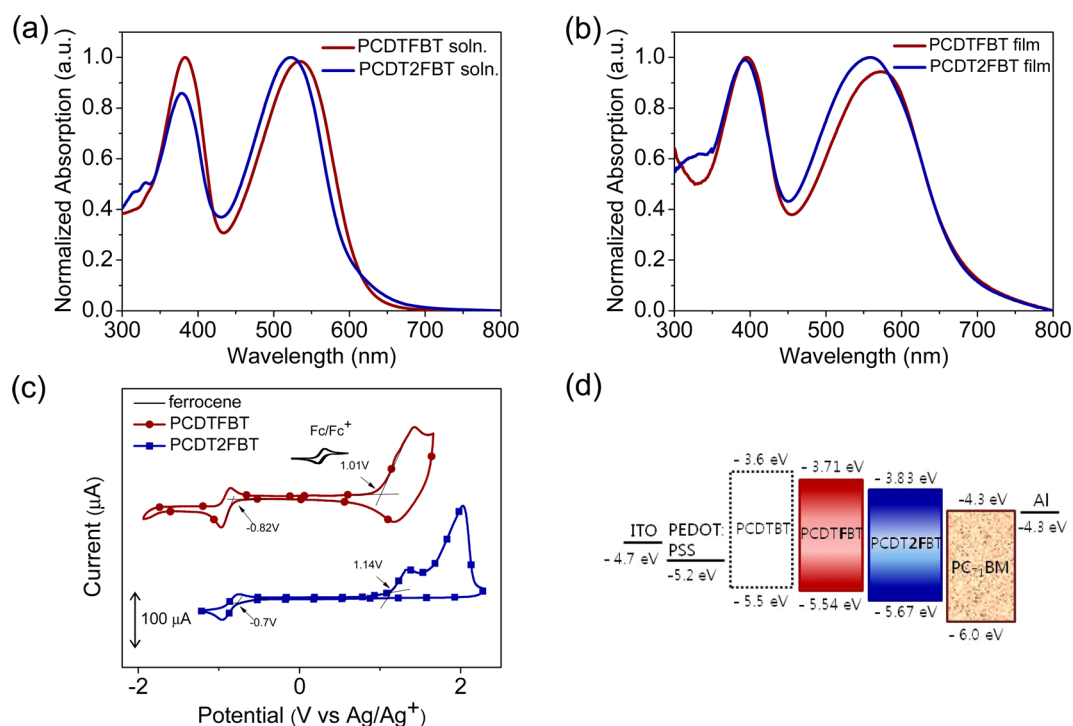 (a)
Normalized Absorption (a.u.)
1.0
0.8
0.6
0.4
0.2
0.0
PCDTFBT soln.
PCDT2FBT soln.
300 400 500 600 700 800
Wavelength (nm)
(b)
Normalized Absorption (a.u.)
1.0
0.8
0.6
0.4
0.2
0.0
PCDTFBT film
PCDT2FBT film
300 400 500 600 700 800
Wavelength (nm)
(c)
Current (μA)
ferrocene
PCDTFBT
PCDT2FBT
Fc/Fc+
1.01V
-0.82V
1.14V
-0.7V
100 μA
-2 0 2
Potential (V vs Ag/Ag+)
(d)
- 3.6 eV
- 3.71 eV
- 3.83 eV
- 4.3 eV
Al
- 4.3 eV
ITO
- 4.7 eV
PEDOT:
PSS
-5.2 eV
PCDTBT
PCDTFBT
PCDT2FBT
PC71BM
- 5.5 eV
- 5.54 eV
- 5.67 eV
- 6.0 eV